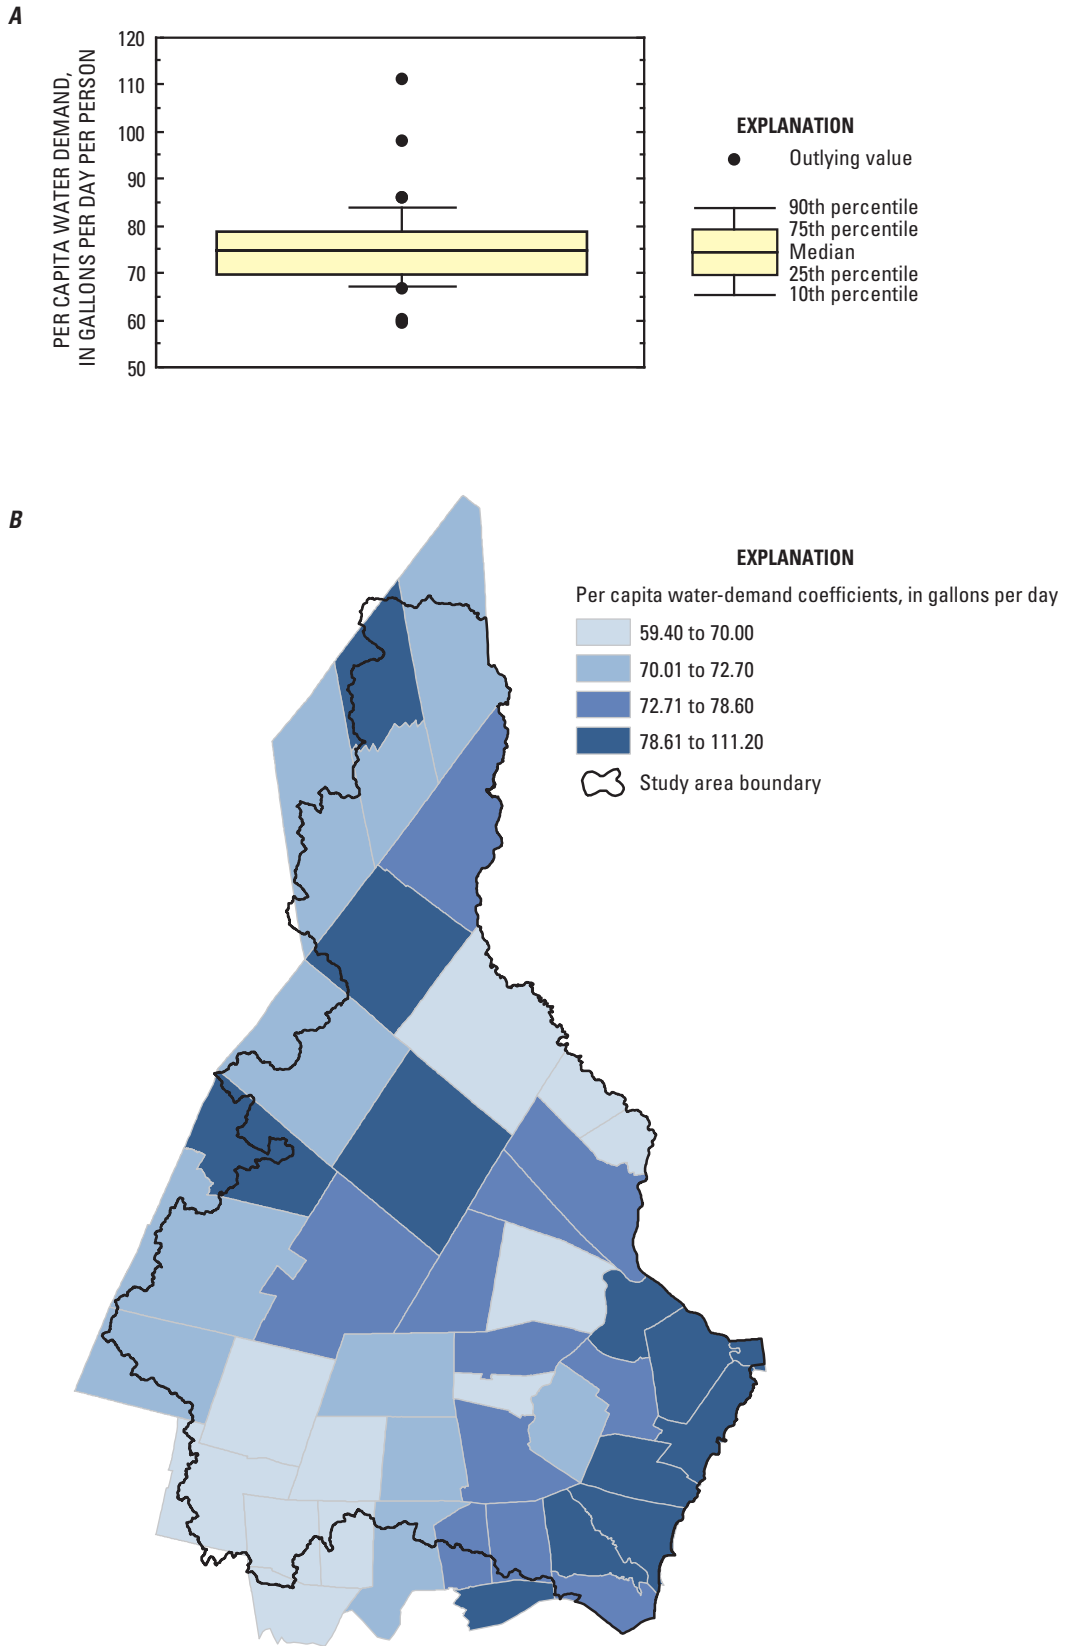 A
PER CAPITA WATER DEMAND,
IN GALLONS PER DAY PER PERSON
120
110
100
90
80
70
60
50
EXPLANATION
Outlying value
90th percentile
75th percentile
Median
25th percentile
10th percentile
B
EXPLANATION
Per capita water-demand coefficients, in gallons per day
59.40 to 70.00
70.01 to 72.70
72.71 to 78.60
78.61 to 111.20
Study area boundary